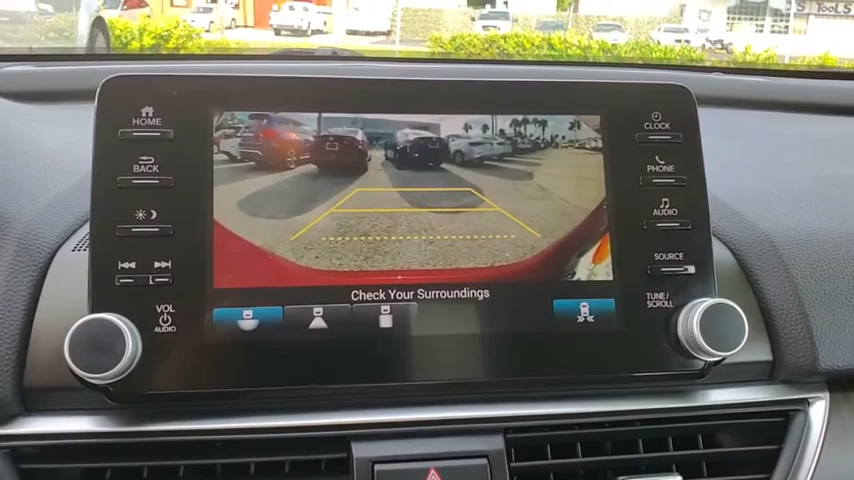 TOOLS
HOME
CLOCK
BACK
PHONE
AUDIO
SOURCE
VOL
AUDIO
TUNE/
SCROLL
Check Your Surroundings